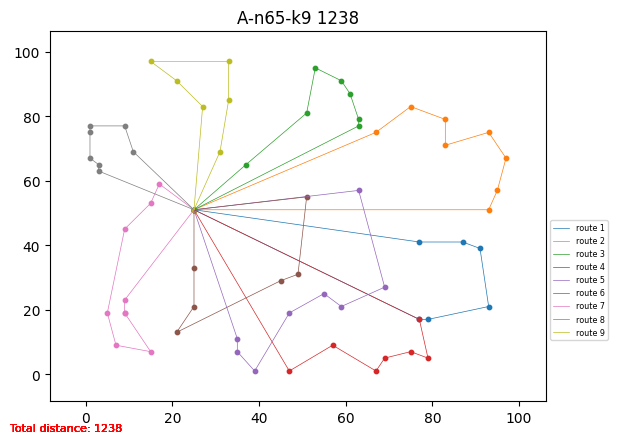 A-n65-k9 1238
100
80
60
40
20
0
0 20 40 60 80 100
route 1
route 2
route 3
route 4
route 5
route 6
route 7
route 8
route 9
Total distance: 1238